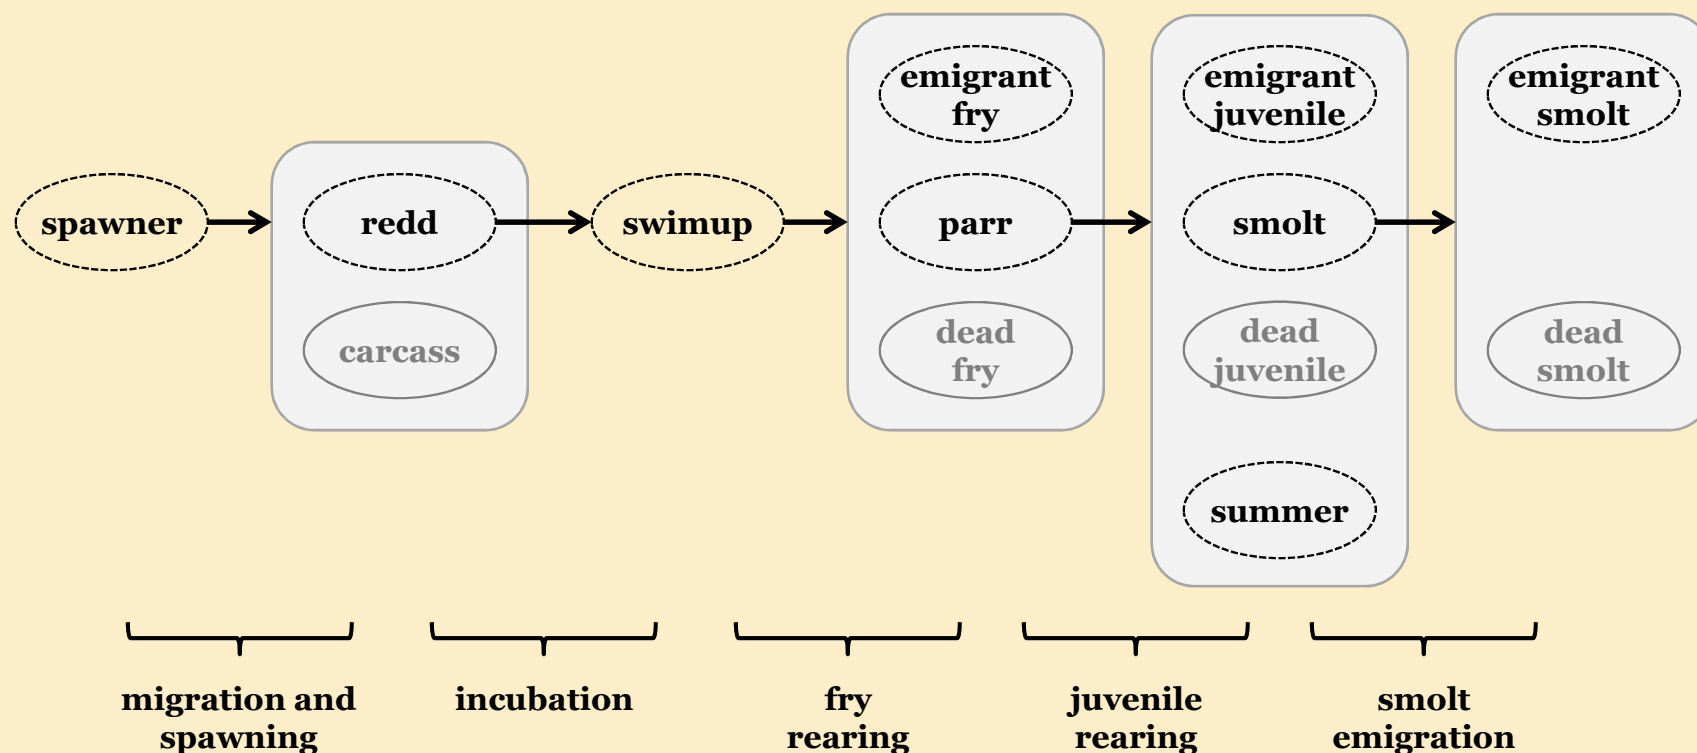 emigrant
fry
emigrant
juvenile
emigrant
smolt
spawner
redd
swimup
parr
smolt
carcass
dead
fry
dead
juvenile
dead
smolt
summer
migration and
spawning
incubation
fry
rearing
juvenile
rearing
smolt
emigration